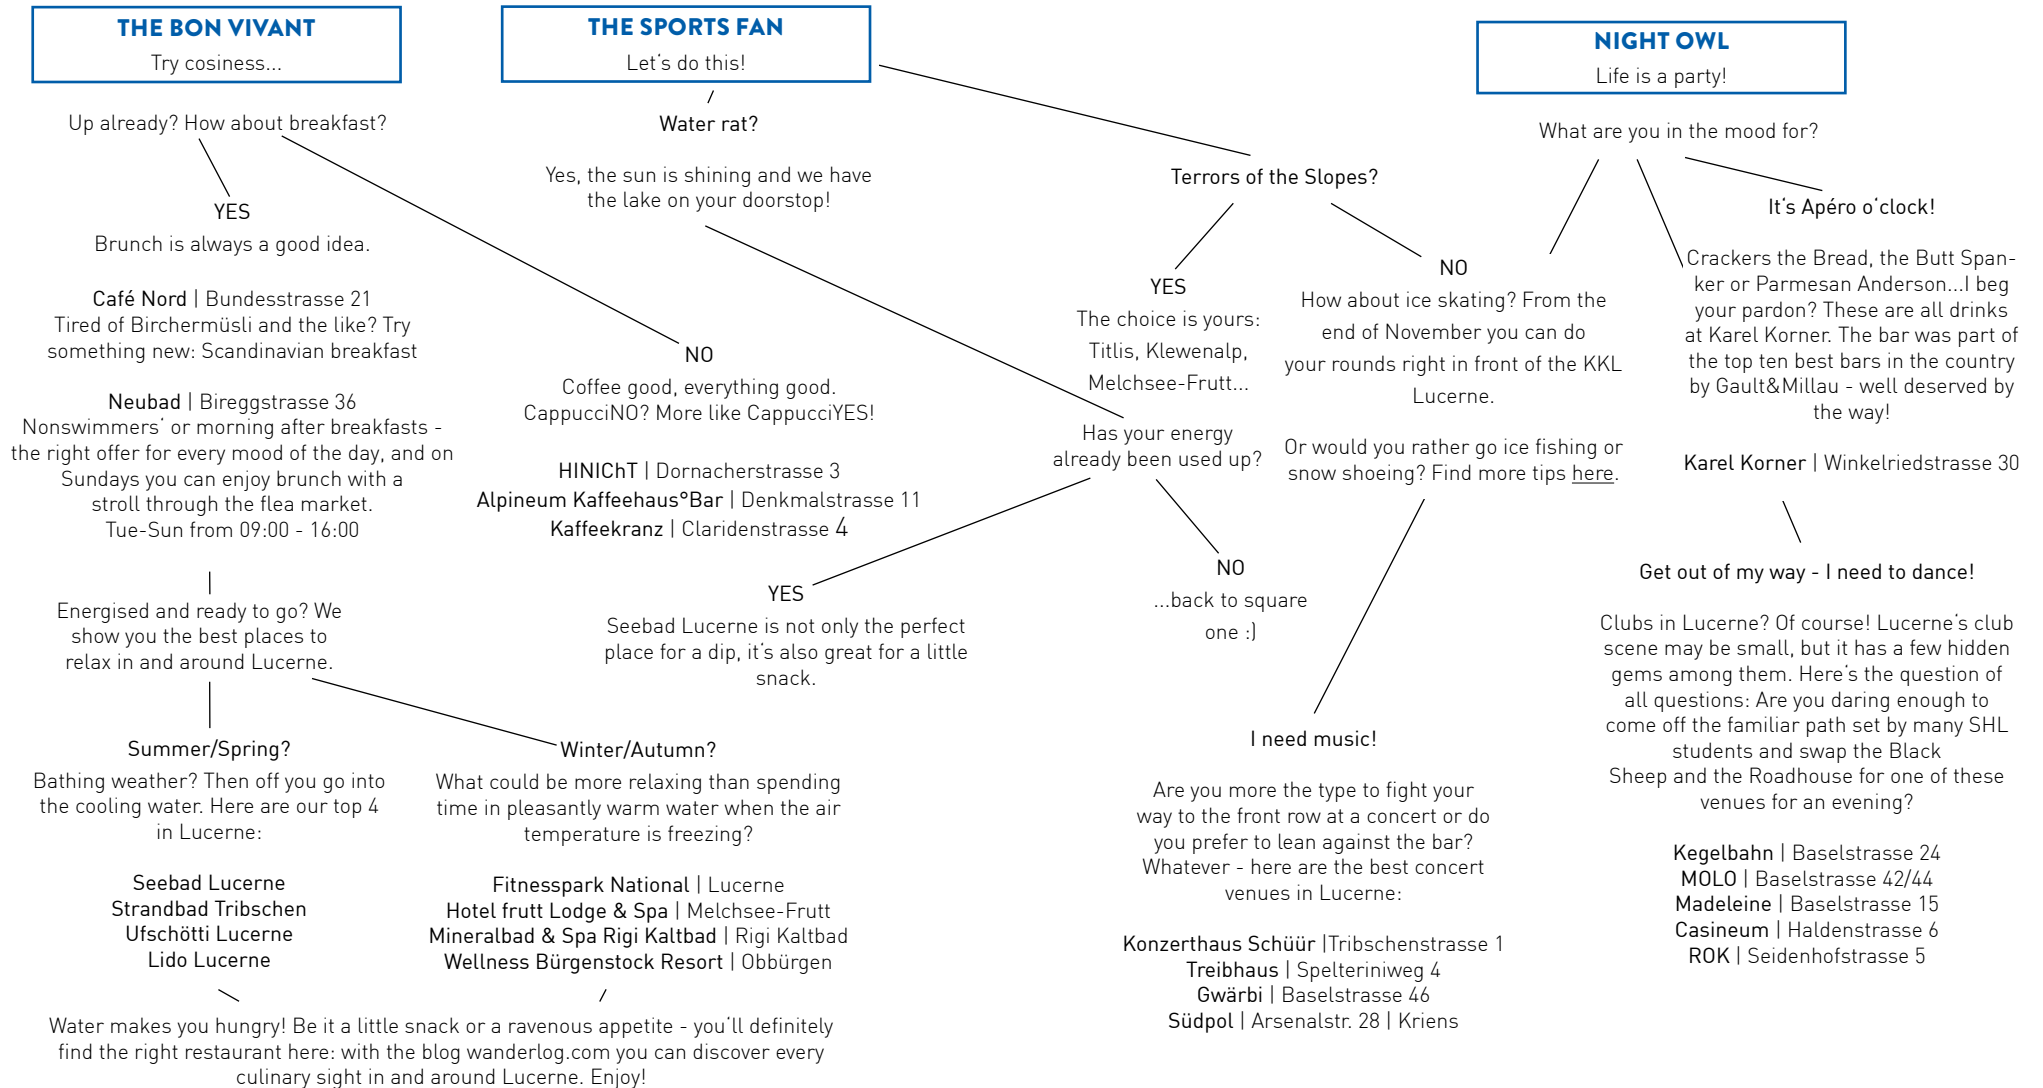 THE BON VIVANT
Try cosiness...
Up already? How about breakfast?
YES
Brunch is always a good idea.
Café Nord | Bundesstrasse 21
Tired of Birchermüsli and the like? Try
something new: Scandinavian breakfast
Neubad | Bireggstrasse 36
Nonswimmers' or morning after breakfasts -
the right offer for every mood of the day, and on
Sundays you can enjoy brunch with a
stroll through the flea market.
Tue-Sun from 09:00 - 16:00
NO
Coffee good, everything good.
CappucciNO? More like CappucciYES!
HINIChT | Dornacherstrasse 3
Alpineum Kaffeehaus°Bar | Denkmalstrasse 11
Kaffeekranz | Claridenstrasse 4
Energised and ready to go? We
show you the best places to
relax in and around Lucerne.
Summer/Spring?
Bathing weather? Then off you go into
the cooling water. Here are our top 4
in Lucerne:
Seebad Lucerne
Strandbad Tribschen
Ufschötti Lucerne
Lido Lucerne
Winter/Autumn?
What could be more relaxing than spending
time in pleasantly warm water when the air
temperature is freezing?
Fitnesspark National | Lucerne
Hotel frutt Lodge & Spa | Melchsee-Frutt
Mineralbad & Spa Rigi Kaltbad | Rigi Kaltbad
Wellness Bürgenstock Resort | Obbürgen
Water makes you hungry! Be it a little snack or a ravenous appetite - you'll definitely
find the right restaurant here: with the blog wanderlog.com you can discover every
culinary sight in and around Lucerne. Enjoy!
THE SPORTS FAN
Let's do this!
Water rat?
Yes, the sun is shining and we have
the lake on your doorstop!
Has your energy
already been used up?
YES
Seebad Lucerne is not only the perfect
place for a dip, it's also great for a little
snack.
NO
...back to square
one :)
Terrors of the Slopes?
YES
The choice is yours:
Titlis, Klewenalp,
Melchsee-Frutt...
NO
How about ice skating? From the
end of November you can do
your rounds right in front of the KKL
Lucerne.
Or would you rather go ice fishing or
snow shoeing? Find more tips here.
NIGHT OWL
Life is a party!
What are you in the mood for?
I need music!
Are you more the type to fight your
way to the front row at a concert or do
you prefer to lean against the bar?
Whatever - here are the best concert
venues in Lucerne:
Konzerthaus Schüür |Tribschenstrasse 1
Treibhaus | Spelteriniweg 4
Gwärbi | Baselstrasse 46
Südpol | Arsenalstr. 28 | Kriens
It's Apéro o'clock!
Crackers the Bread, the Butt Span-
ker or Parmesan Anderson...I beg
your pardon? These are all drinks
at Karel Korner. The bar was part of
the top ten best bars in the country
by Gault&Millau - well deserved by
the way!
Karel Korner | Winkelriedstrasse 30
Get out of my way - I need to dance!
Clubs in Lucerne? Of course! Lucerne's club
scene may be small, but it has a few hidden
gems among them. Here's the question of
all questions: Are you daring enough to
come off the familiar path set by many SHL
students and swap the Black
Sheep and the Roadhouse for one of these
venues for an evening?
Kegelbahn | Baselstrasse 24
MOLO | Baselstrasse 42/44
Madeleine | Baselstrasse 15
Casineum | Haldenstrasse 6
ROK | Seidenhofstrasse 5